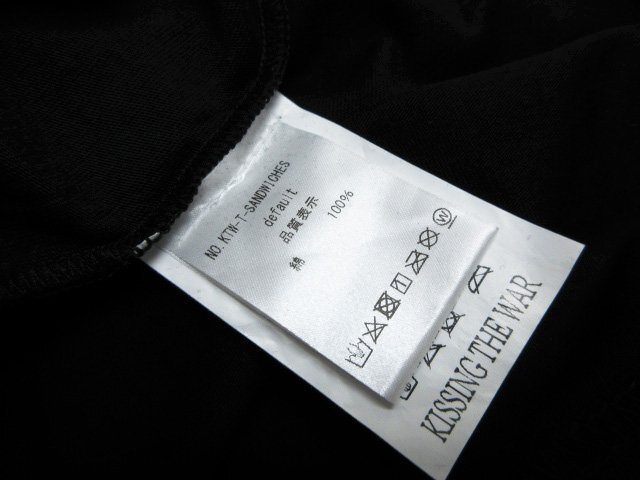 NO.KTW-T-SANDWICHES
default
品質表示
綿 100%
W
KISSING THE WAR